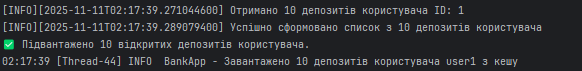 [INFO][2025-11-11T02:17:39.271044600] Отримано 10 депозитів користувача ID: 1
[INFO][2025-11-11T02:17:39.289079400] Успішно сформовано список з 10 депозитів користувача
✅ Підвантажено 10 відкритих депозитів користувача.
02:17:39 [Thread-44] INFO  BankApp - Завантажено 10 депозитів користувача user1 з кешу